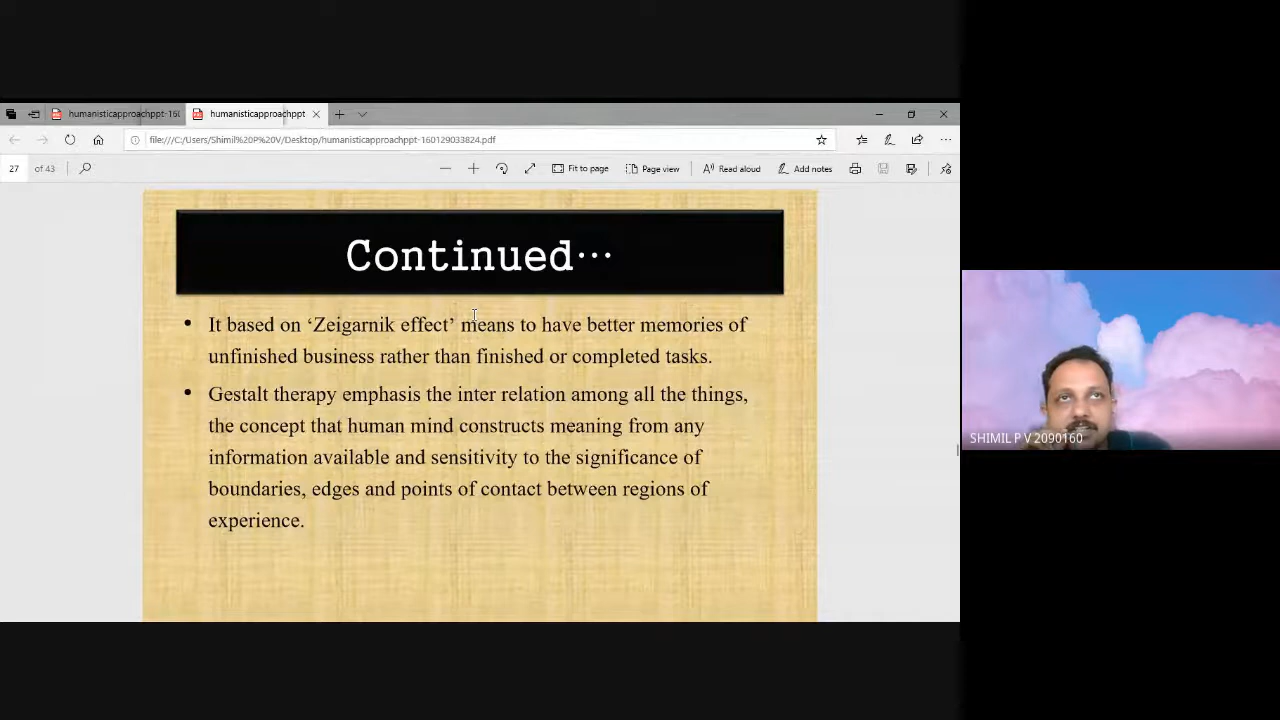 humanisticapproachppt-160
humanisticapproachppt
file:///C:/Users/Shimil%20P%20V/Desktop/humanisticapproachppt-160129033824.pdf
27 of 43
Fit to page
Page view
Read aloud
Add notes
Continued…
• It based on ‘Zeigarnik effect’ means to have better memories of
unfinished business rather than finished or completed tasks.
• Gestalt therapy emphasis the inter relation among all the things,
the concept that human mind constructs meaning from any
information available and sensitivity to the significance of
boundaries, edges and points of contact between regions of
experience.
SHIMIL P V 2090160